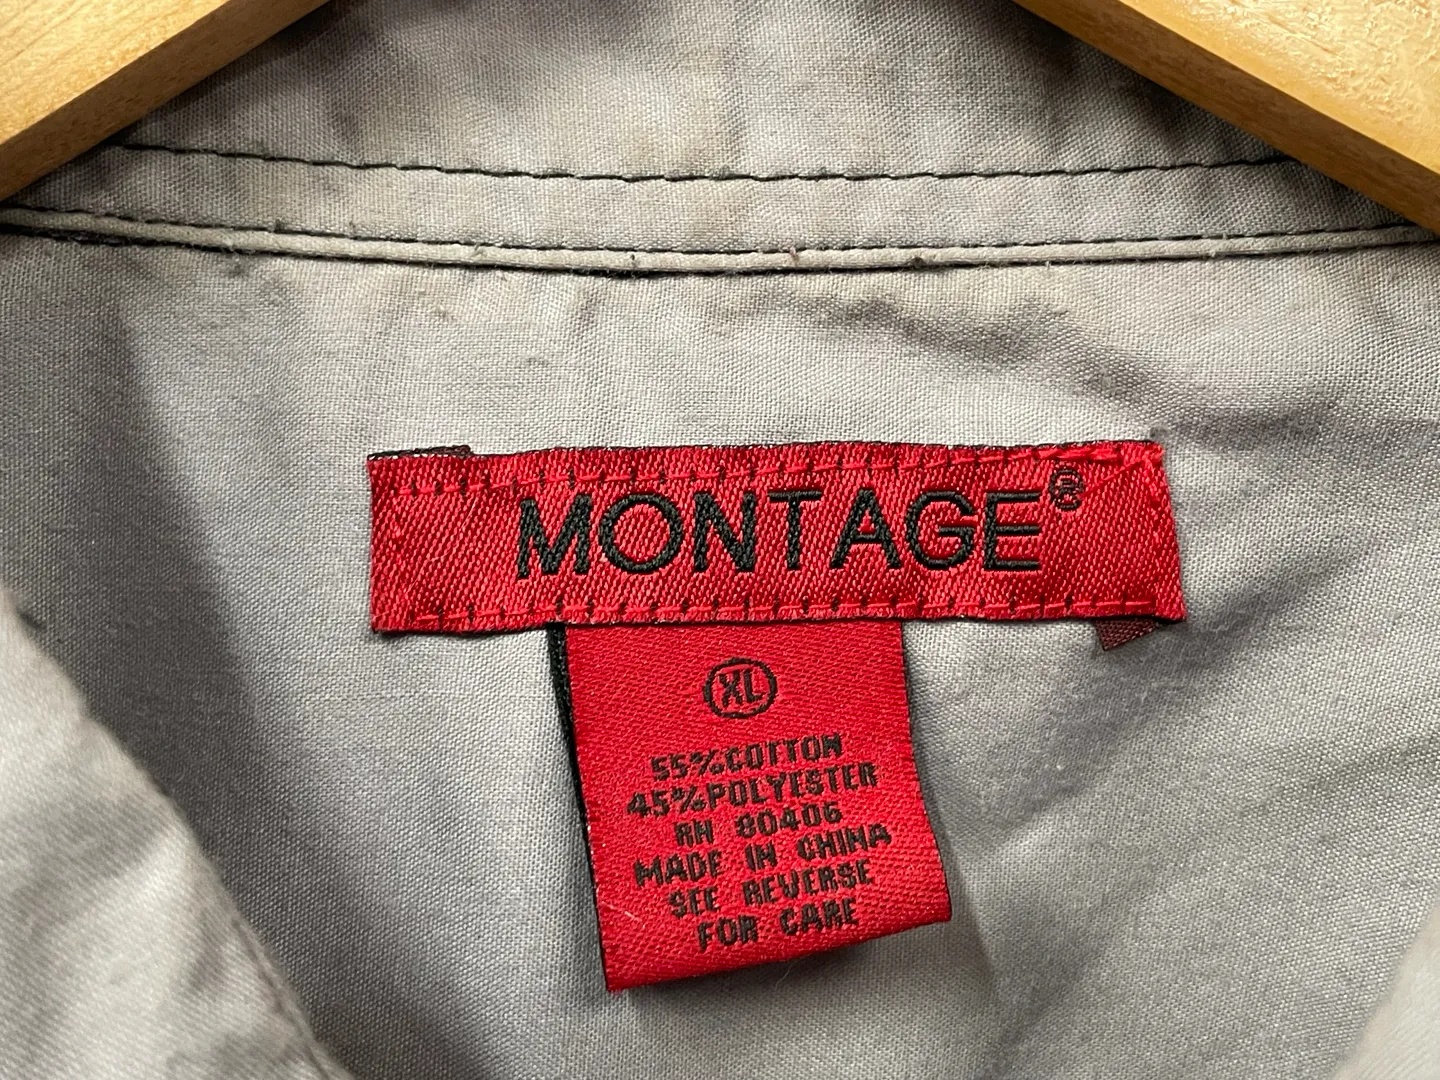 MONTAGE®
XL
55%COTTON
45%POLYESTER
RN 80406
MADE IN CHINA
SEE REVERSE
FOR CARE